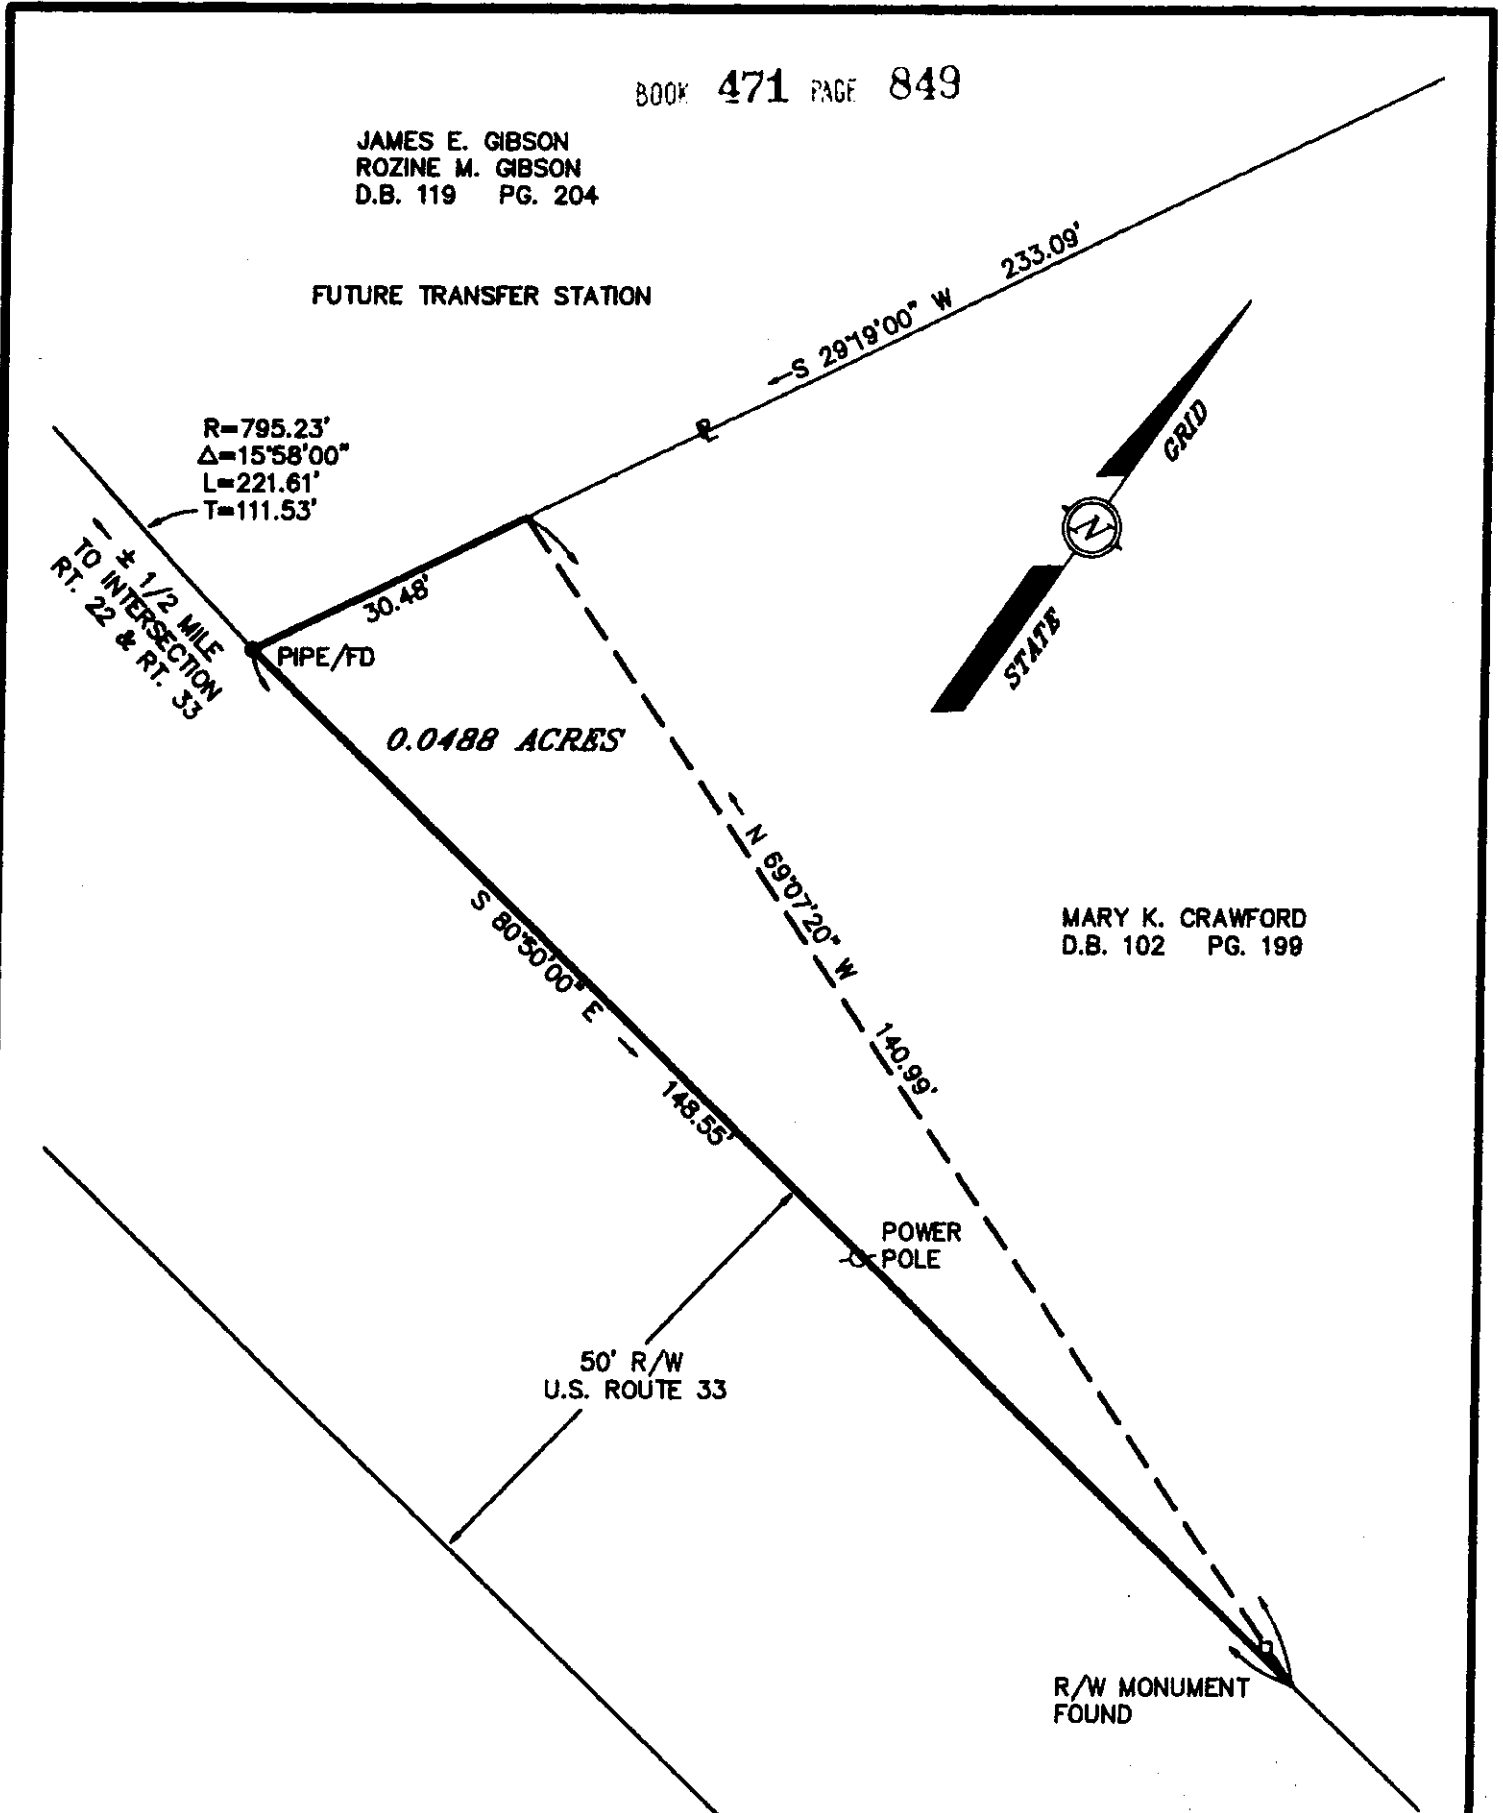 BOOK 471 PAGE 849
JAMES E. GIBSON
ROZINE M. GIBSON
D.B. 119 PG. 204
FUTURE TRANSFER STATION
233.09'
S 29°19'00" W
R=795.23'
Δ=15°58'00"
L=221.61'
T=111.53'
± 1/2 MILE
TO INTERSECTION
RT. 22 & RT. 33
30.48'
PIPE/FD
0.0488 ACRES
GRID
N
STATE
N 69°07'20" W
140.99'
S 80°50'00" E
148.55'
MARY K. CRAWFORD
D.B. 102 PG. 199
POWER
POLE
50' R/W
U.S. ROUTE 33
R/W MONUMENT
FOUND